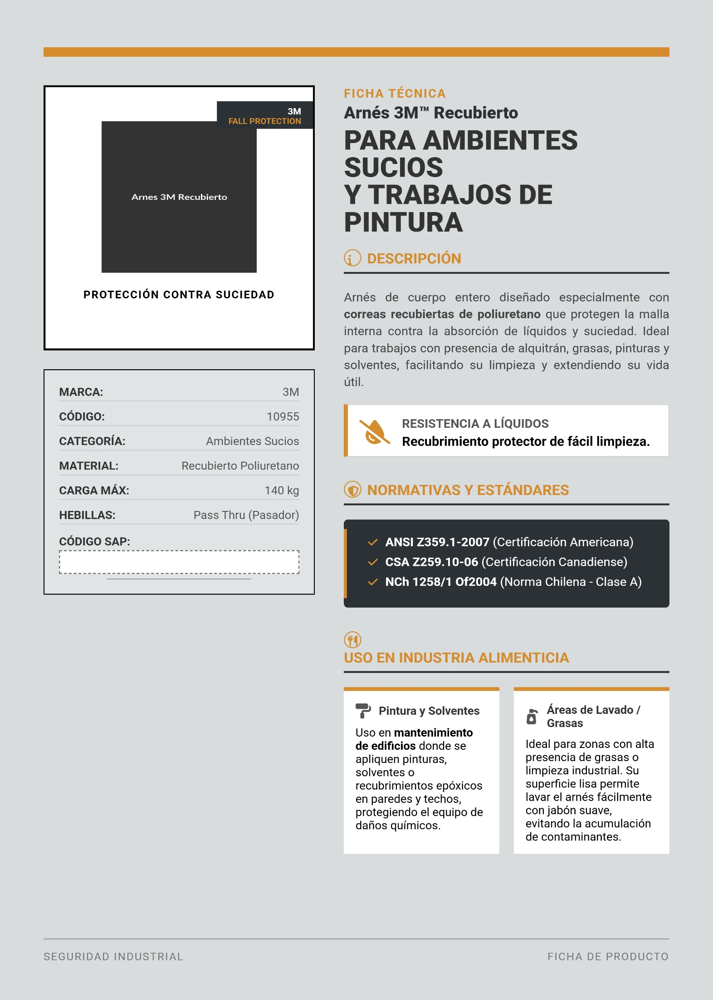 3M
FALL PROTECTION
Arnes 3M Recubierto
PROTECCIÓN CONTRA SUCIEDAD
MARCA: 3M
CÓDIGO: 10955
CATEGORÍA: Ambientes Sucios
MATERIAL: Recubierto Poliuretano
CARGA MÁX: 140 kg
HEBILLAS: Pass Thru (Pasador)
CÓDIGO SAP:
FICHA TÉCNICA
Arnés 3M™ Recubierto
PARA AMBIENTES
SUCIOS
Y TRABAJOS DE
PINTURA
DESCRIPCIÓN
Arnés de cuerpo entero diseñado especialmente con
correas recubiertas de poliuretano que protegen la malla
interna contra la absorción de líquidos y suciedad. Ideal
para trabajos con presencia de alquitrán, grasas, pinturas y
solventes, facilitando su limpieza y extendiendo su vida
útil.
RESISTENCIA A LÍQUIDOS
Recubrimiento protector de fácil limpieza.
NORMATIVAS Y ESTÁNDARES
ANSI Z359.1-2007 (Certificación Americana)
CSA Z259.10-06 (Certificación Canadiense)
NCh 1258/1 Of2004 (Norma Chilena - Clase A)
USO EN INDUSTRIA ALIMENTICIA
Pintura y Solventes
Uso en mantenimiento
de edificios donde se
apliquen pinturas,
solventes o
recubrimientos epóxicos
en paredes y techos,
protegiendo el equipo de
daños químicos.
Áreas de Lavado /
Grasas
Ideal para zonas con alta
presencia de grasas o
limpieza industrial. Su
superficie lisa permite
lavar el arnés fácilmente
con jabón suave,
evitando la acumulación
de contaminantes.
SEGURIDAD INDUSTRIAL
FICHA DE PRODUCTO